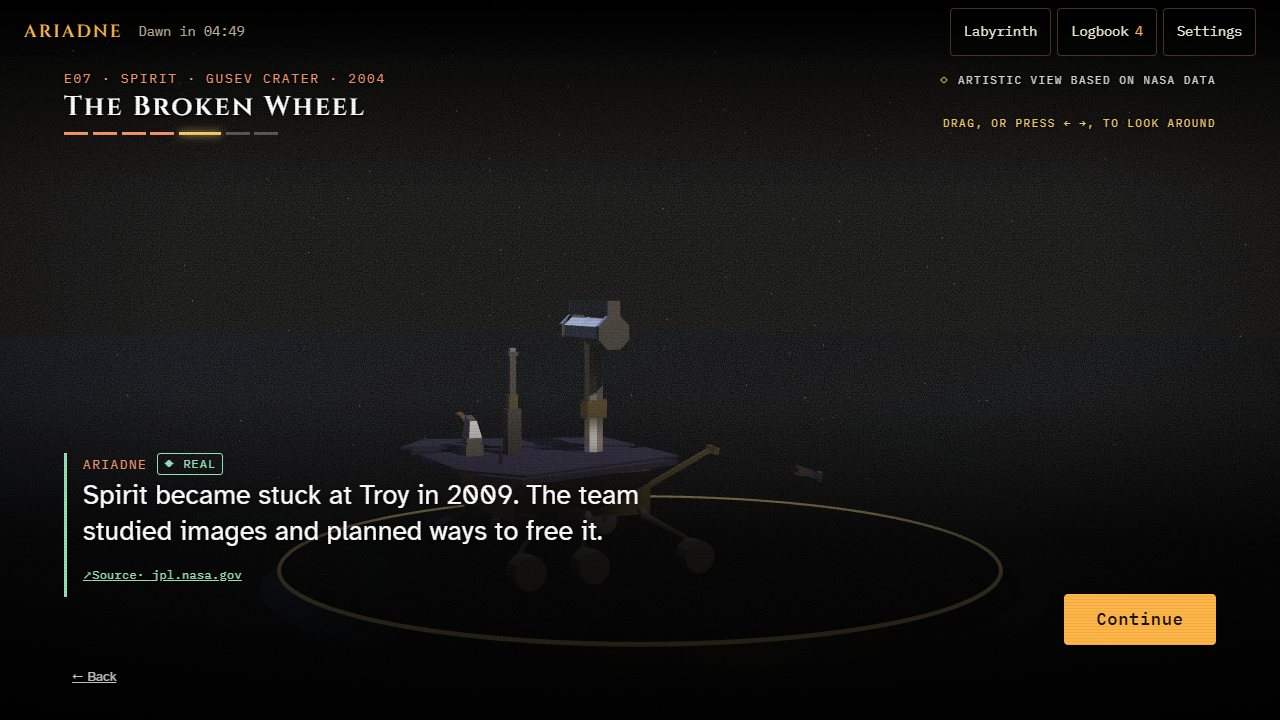 ARIADNE Dawn in 04:49 Labyrinth Logbook 4 Settings
E07 · SPIRIT · GUSEV CRATER · 2004
The Broken Wheel
◇ ARTISTIC VIEW BASED ON NASA DATA
DRAG, OR PRESS ← →, TO LOOK AROUND
ARIADNE ◆ REAL
Spirit became stuck at Troy in 2009. The team
studied images and planned ways to free it.
↗Source· jpl.nasa.gov
Continue
← Back